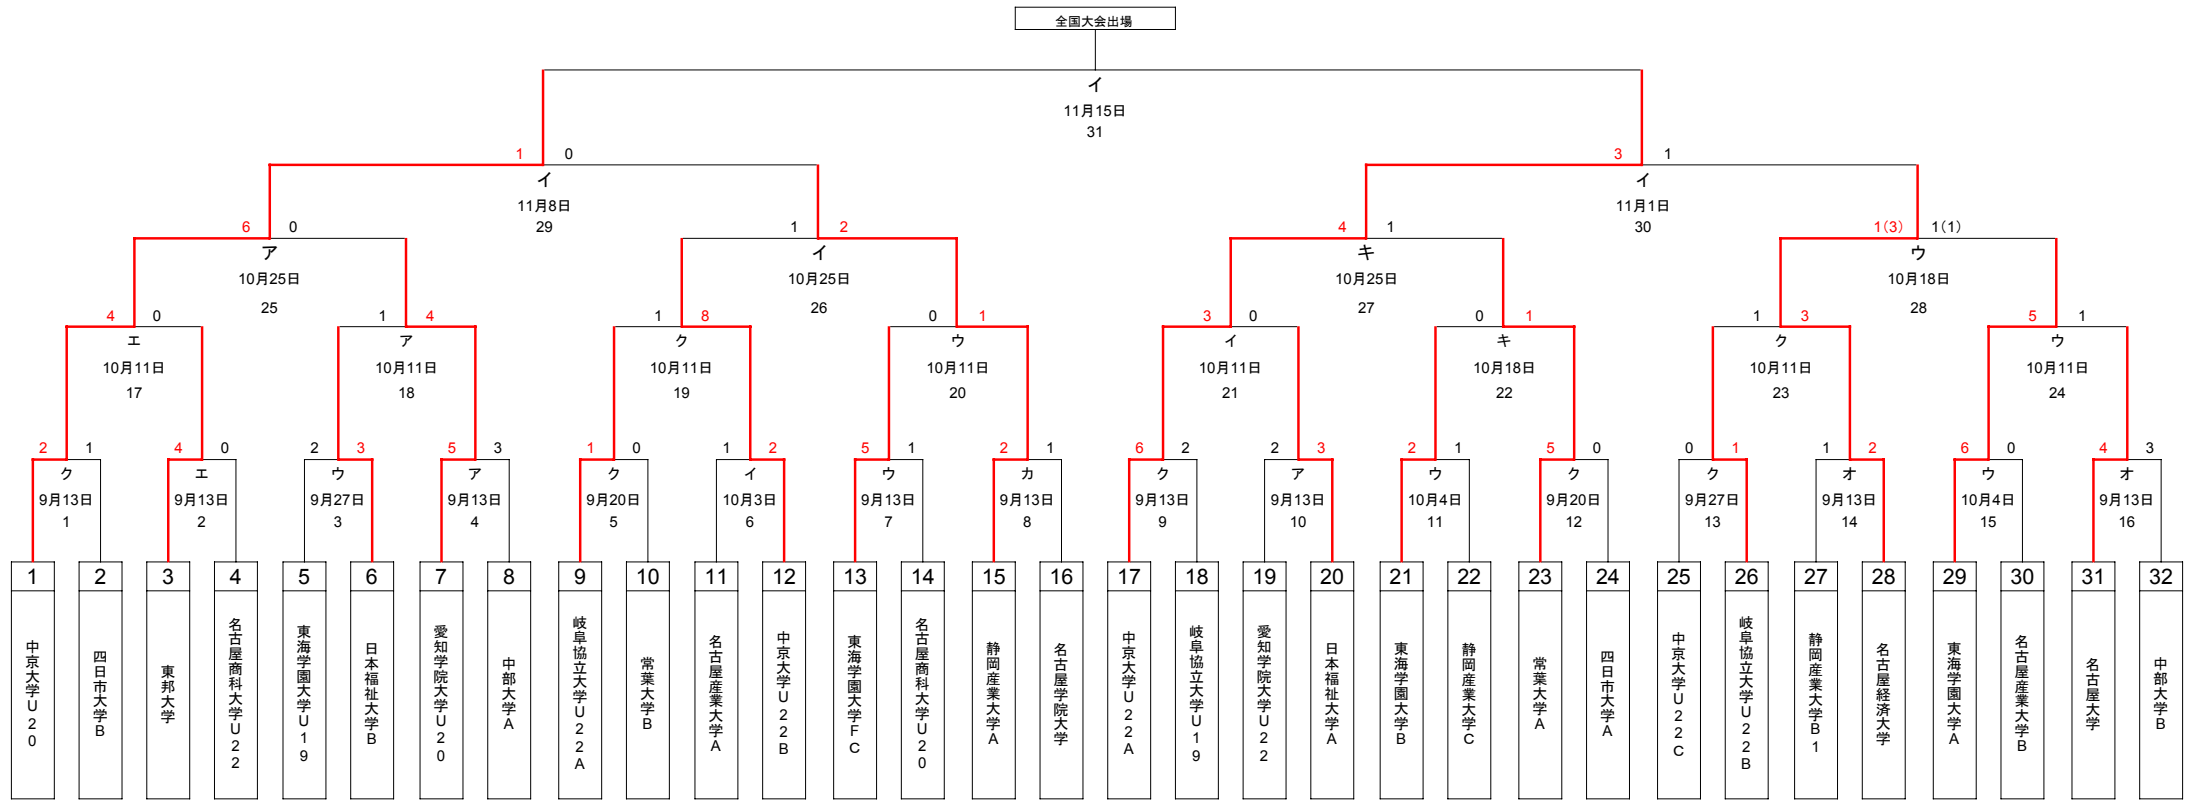 全国大会出場
イ
11月15日
31
1 0
3 1
イ
11月8日
29
イ
11月1日
30
6 0
1 2
4 1
1(3) 1(1)
ア
10月25日
25
イ
10月25日
26
キ
10月25日
27
ウ
10月18日
28
4 0
1 4
1 8
0 1
3 0
0 1
1 3
5 1
エ
10月11日
17
ア
10月11日
18
ク
10月11日
19
ウ
10月11日
20
イ
10月11日
21
キ
10月18日
22
ク
10月11日
23
ウ
10月11日
24
2 1
4 0
2 3
5 3
1 0
1 2
5 1
2 1
6 2
2 3
2 1
5 0
0 1
1 2
6 0
4 3
ク
9月13日
1
エ
9月13日
2
ウ
9月27日
3
ア
9月13日
4
ク
9月20日
5
イ
10月3日
6
ウ
9月13日
7
カ
9月13日
8
ク
9月13日
9
ア
9月13日
10
ウ
10月4日
11
ク
9月20日
12
ク
9月27日
13
オ
9月13日
14
ウ
10月4日
15
オ
9月13日
16
1
中京大学U20
2
四日市大学B
3
東邦大学
4
名古屋商科大学U22
5
東海学園大学U19
6
日本福祉大学B
7
愛知学院大学U20
8
中部大学A
9
岐阜協立大学U22A
10
常葉大学B
11
名古屋産業大学A
12
中京大学U22B
13
東海学園大学FC
14
名古屋商科大学U20
15
静岡産業大学A
16
名古屋学院大学
17
中京大学U22A
18
岐阜協立大学U19
19
愛知学院大学U22
20
日本福祉大学A
21
東海学園大学B
22
静岡産業大学C
23
常葉大学A
24
四日市大学A
25
中京大学U22C
26
岐阜協立大学U22B
27
静岡産業大学B1
28
名古屋経済大学
29
東海学園大学A
30
名古屋産業大学B
31
名古屋大学
32
中部大学B